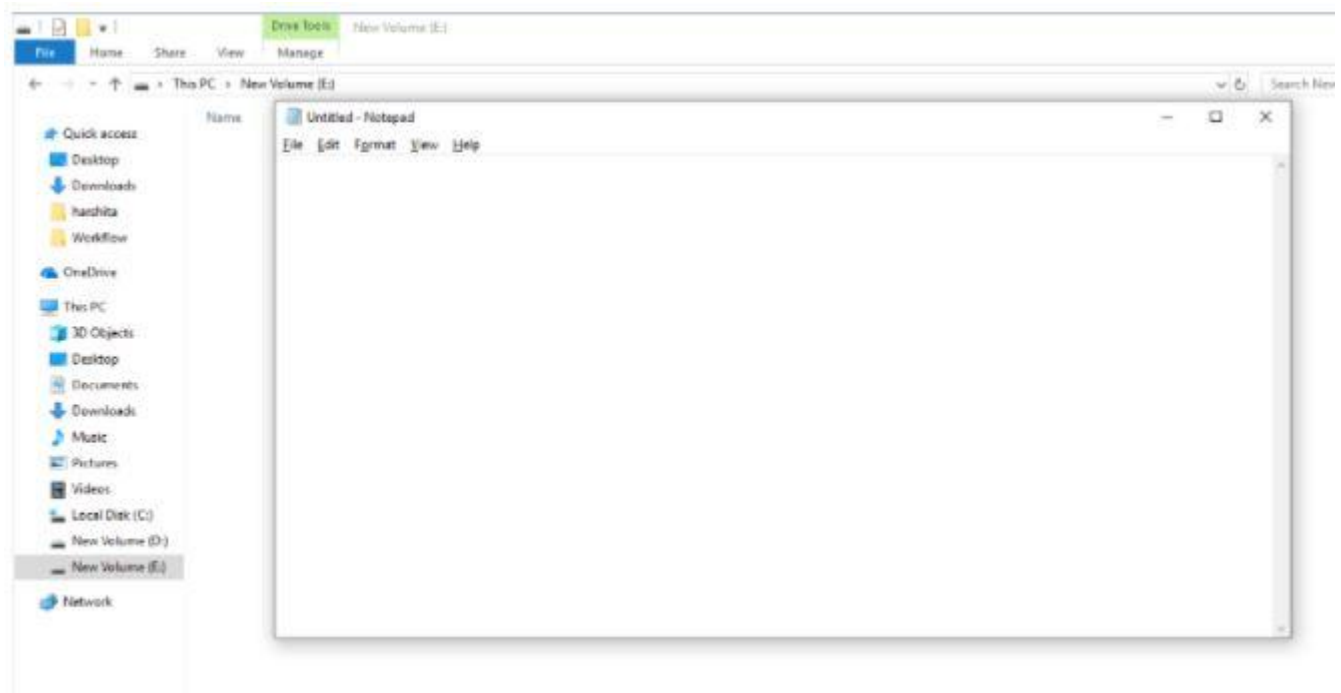 Drive Tools New Volume (E:)
File Home Share View Manage
This PC › New Volume (E:)
Search New
Name
Quick access
Desktop
Downloads
harshita
Workflow
OneDrive
This PC
3D Objects
Desktop
Documents
Downloads
Music
Pictures
Videos
Local Disk (C:)
New Volume (D:)
New Volume (E:)
Network
Untitled - Notepad
File Edit Format View Help